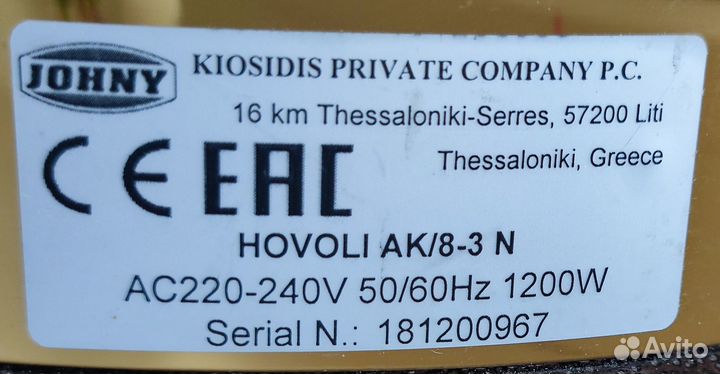 JOHNY
KIOSIDIS PRIVATE COMPANY P.C.
16 km Thessaloniki-Serres, 57200 Liti
Thessaloniki, Greece
CE EAC
HOVOLI AK/8-3 N
AC220-240V 50/60Hz 1200W
Serial N.: 181200967
Avito